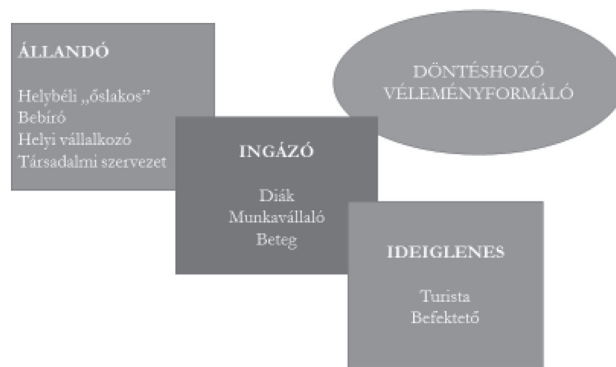 ÁLLANDÓ
Helybéli „őslakos”
Bebíró
Helyi vállalkozó
Társadalmi szervezet
DÖNTÉSHOZÓ
VÉLEMÉNYFORMÁLÓ
INGÁZÓ
Diák
Munkavállaló
Beteg
IDEIGLENES
Turista
Befektető